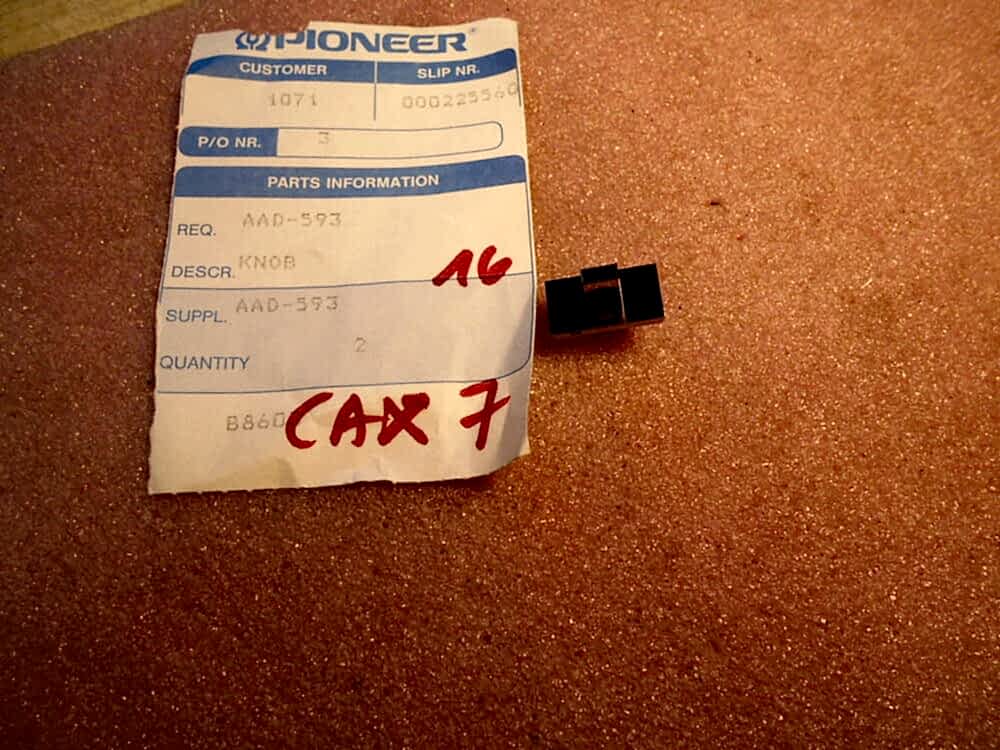 PIONEER
CUSTOMER SLIP NR.
1071 000225560
P/O NR. 3
PARTS INFORMATION
REQ. AAD-593
DESCR. KNOB
16
SUPPL. AAD-593
QUANTITY 2
B860 CAX 7